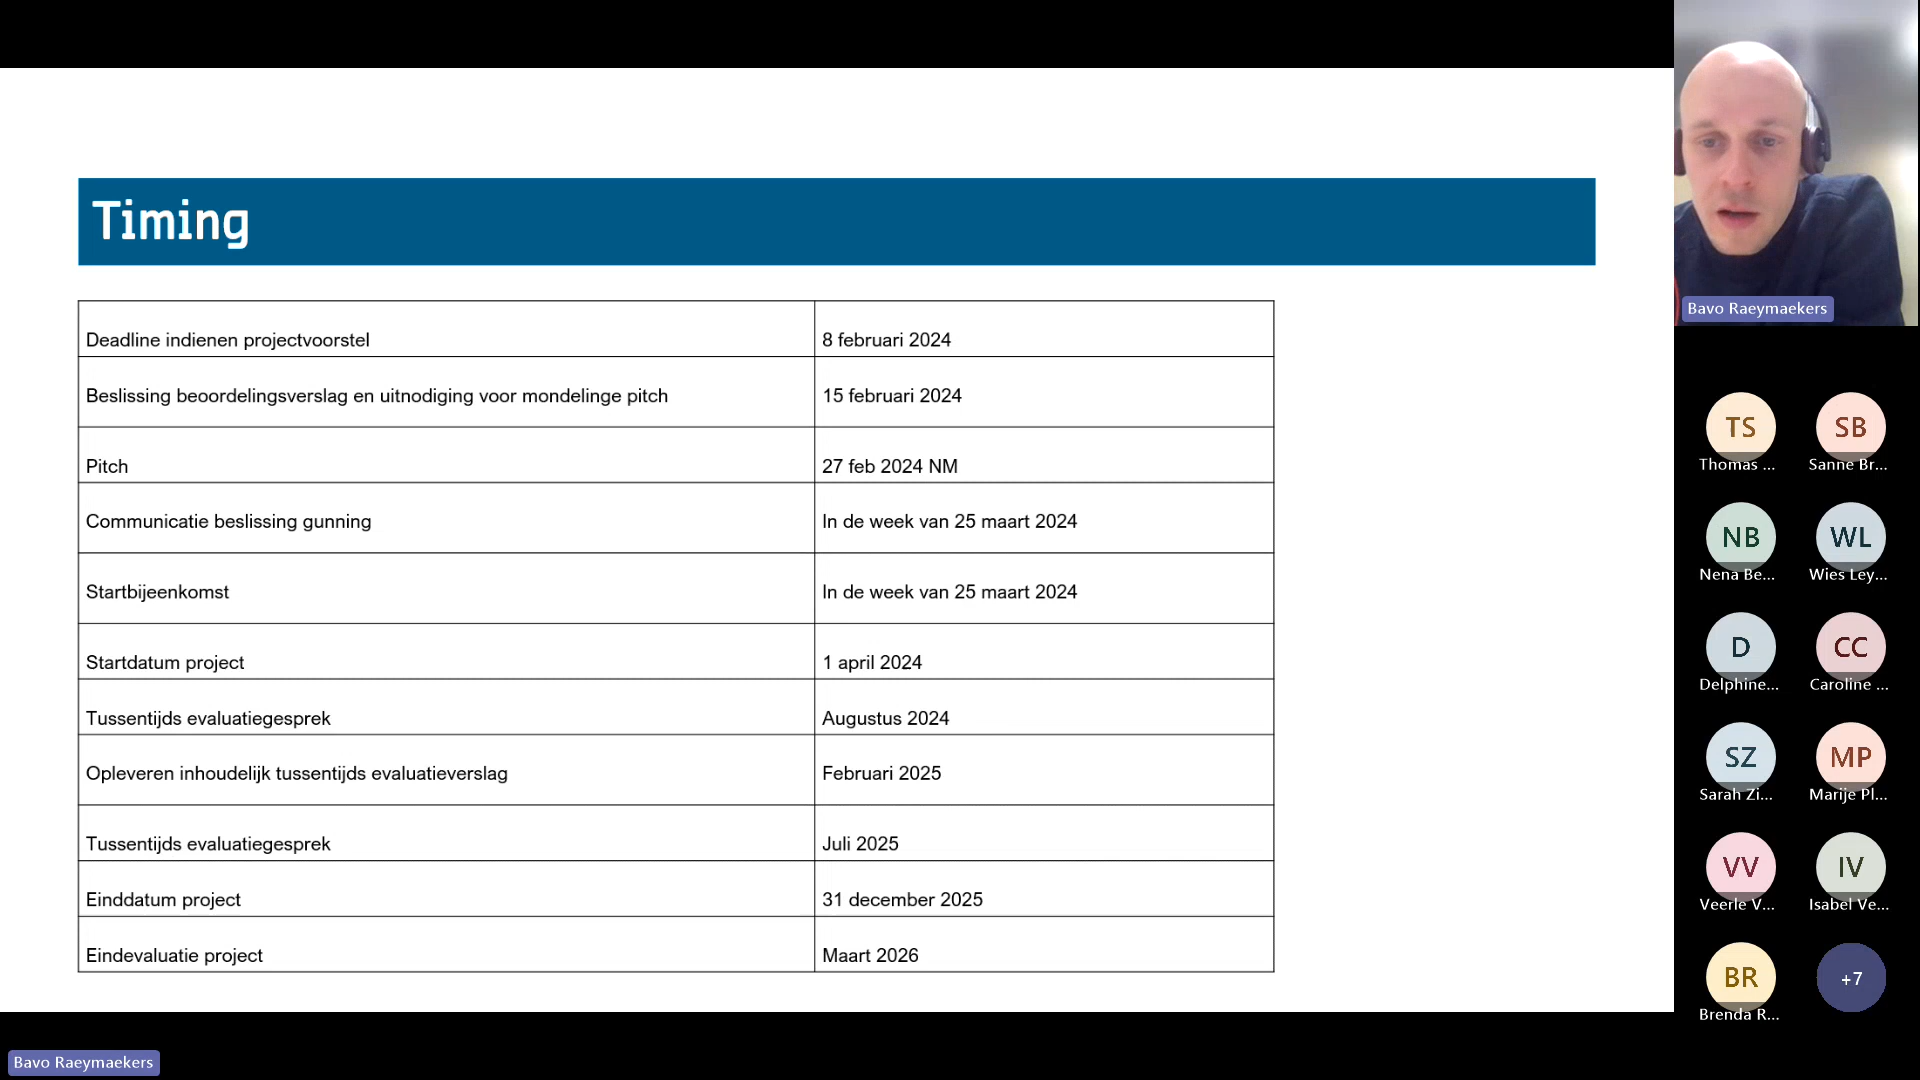 Timing
Deadline indienen projectvoorstel 8 februari 2024
Beslissing beoordelingsverslag en uitnodiging voor mondelinge pitch 15 februari 2024
Pitch 27 feb 2024 NM
Communicatie beslissing gunning In de week van 25 maart 2024
Startbijeenkomst In de week van 25 maart 2024
Startdatum project 1 april 2024
Tussentijds evaluatiegesprek Augustus 2024
Opleveren inhoudelijk tussentijds evaluatieverslag Februari 2025
Tussentijds evaluatiegesprek Juli 2025
Einddatum project 31 december 2025
Eindevaluatie project Maart 2026
Bavo Raeymaekers
TS SB
Thomas ... Sanne Br...
NB WL
Nena Be... Wies Ley...
D CC
Delphine... Caroline ...
SZ MP
Sarah Zi... Marije Pl...
VV IV
Veerle V... Isabel Ve...
BR +7
Brenda R...
Bavo Raeymaekers